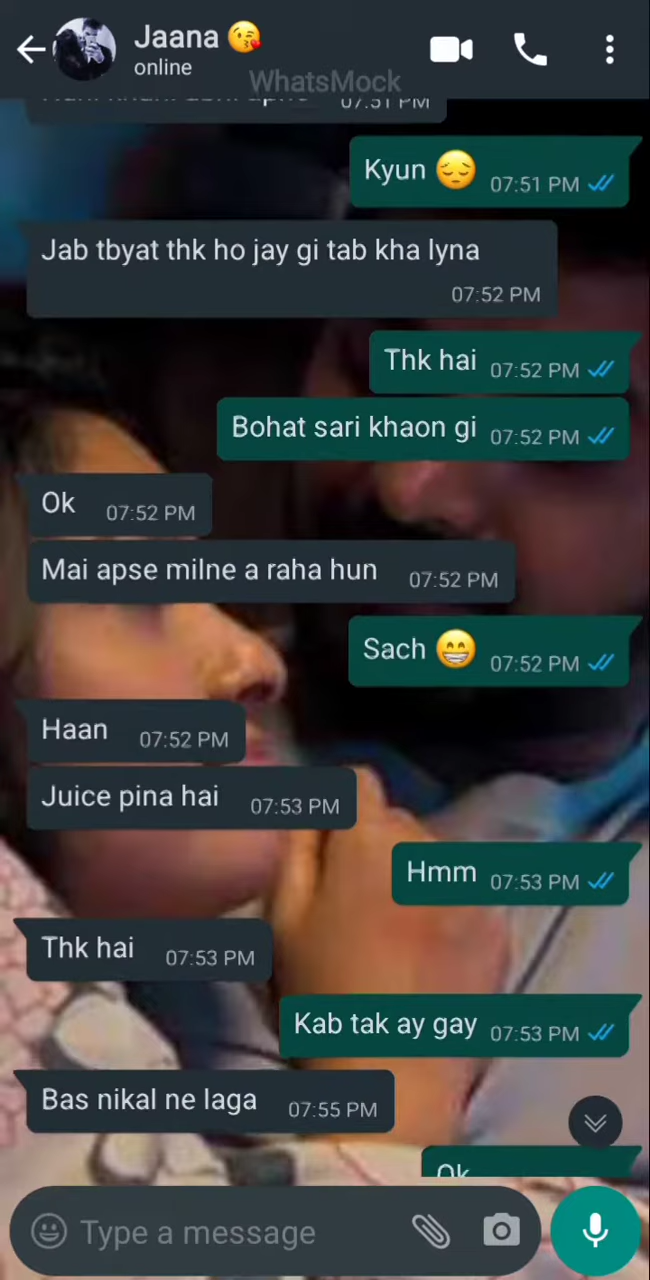 Jaana 😘
online
WhatsMock
07:51 PM
Kyun 😔 07:51 PM
Jab tbyat thk ho jay gi tab kha lyna
07:52 PM
Thk hai 07:52 PM
Bohat sari khaon gi 07:52 PM
Ok 07:52 PM
Mai apse milne a raha hun 07:52 PM
Sach 😁 07:52 PM
Haan 07:52 PM
Juice pina hai 07:53 PM
Hmm 07:53 PM
Thk hai 07:53 PM
Kab tak ay gay 07:53 PM
Bas nikal ne laga 07:55 PM
Ok
Type a message